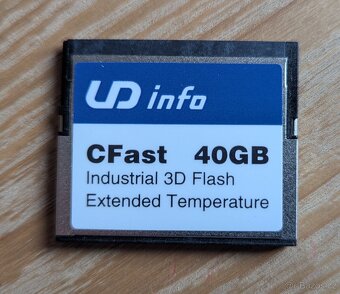 UD info
CFast 40GB
Industrial 3D Flash
Extended Temperature